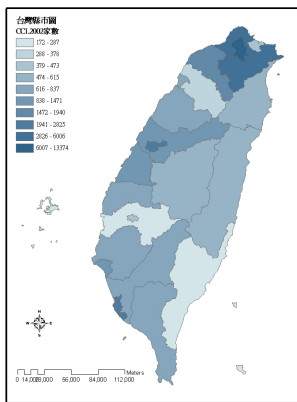 台灣縣市圖
CCI.2002家數
172 - 287
288 - 378
379 - 473
474 - 615
616 - 837
838 - 1471
1472 - 1940
1941 - 2825
2826 - 6006
6007 - 13374
N
W E
S
Meters
0 14,000 28,000 56,000 84,000 112,000